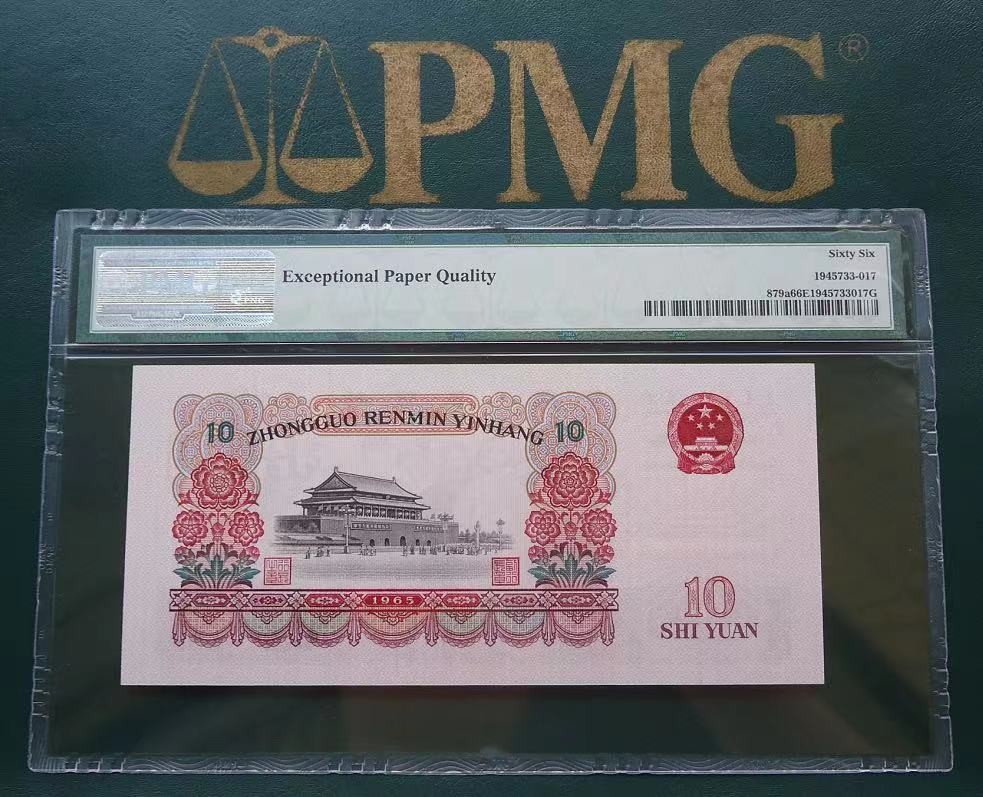 PMG®
Exceptional Paper Quality
Sixty Six
1945733-017
879a66E1945733017G
ZHONGGUO RENMIN YINHANG
10
10
1965
10
SHI YUAN